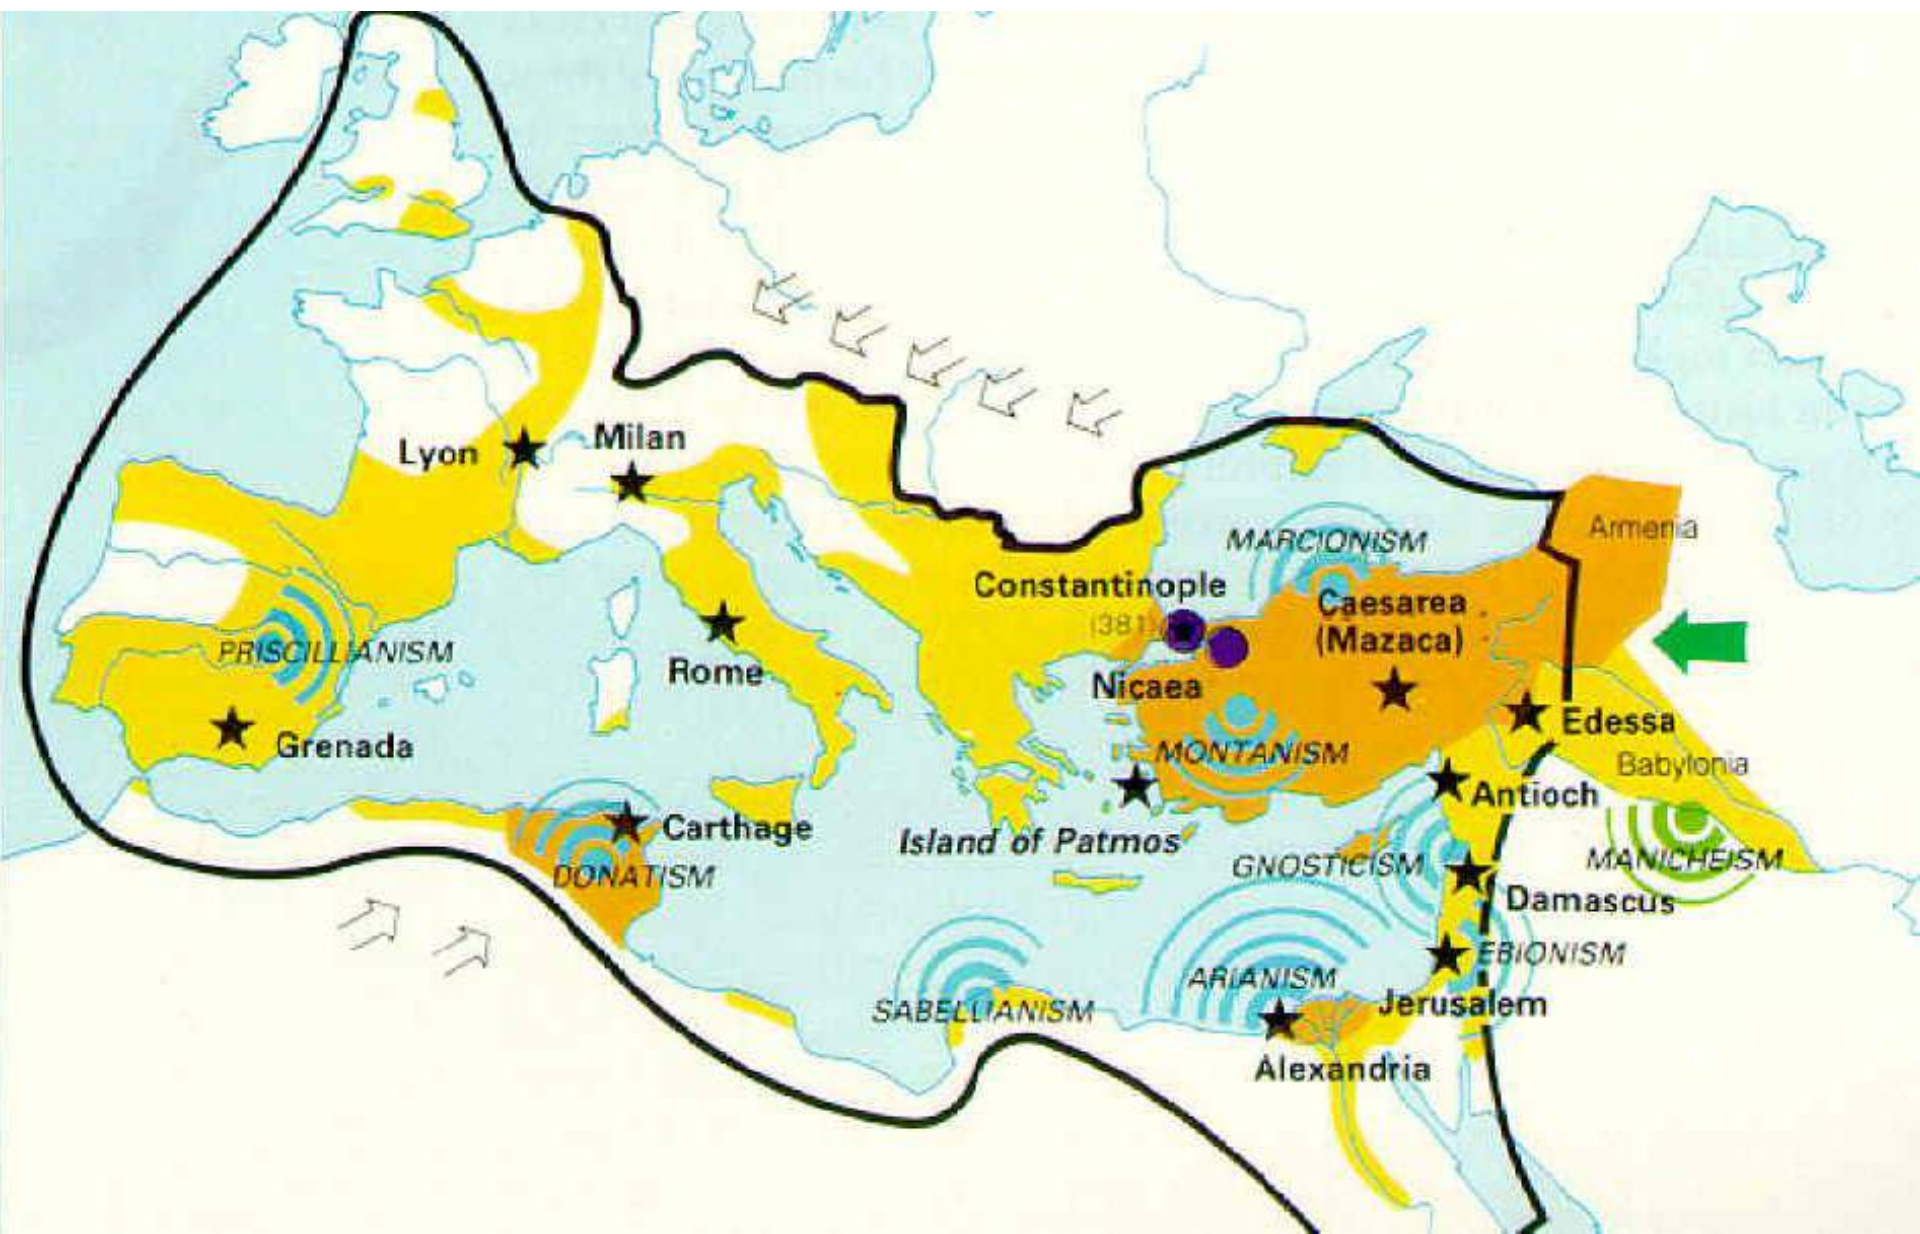 Lyon
Milan
MARCIONISM
Armenia
Constantinople
(381)
Caesarea
(Mazaca)
PRISCILLIANISM
Rome
Nicaea
Edessa
Grenada
MONTANISM
Babylonia
Antioch
Carthage
Island of Patmos
GNOSTICISM
MANICHEISM
DONATISM
Damascus
EBIONISM
ARIANISM
SABELLIANISM
Jerusalem
Alexandria